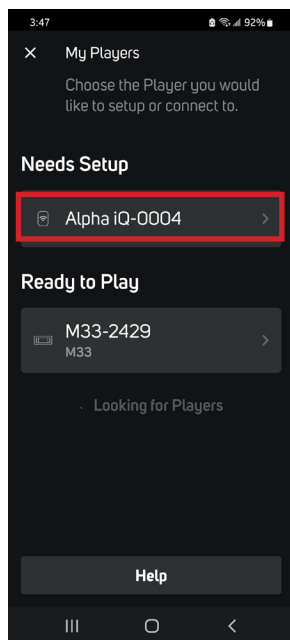 3:47
92%
My Players
Choose the Player you would
like to setup or connect to.
Needs Setup
Alpha iQ-0004
Ready to Play
M33-2429
M33
Looking for Players
Help